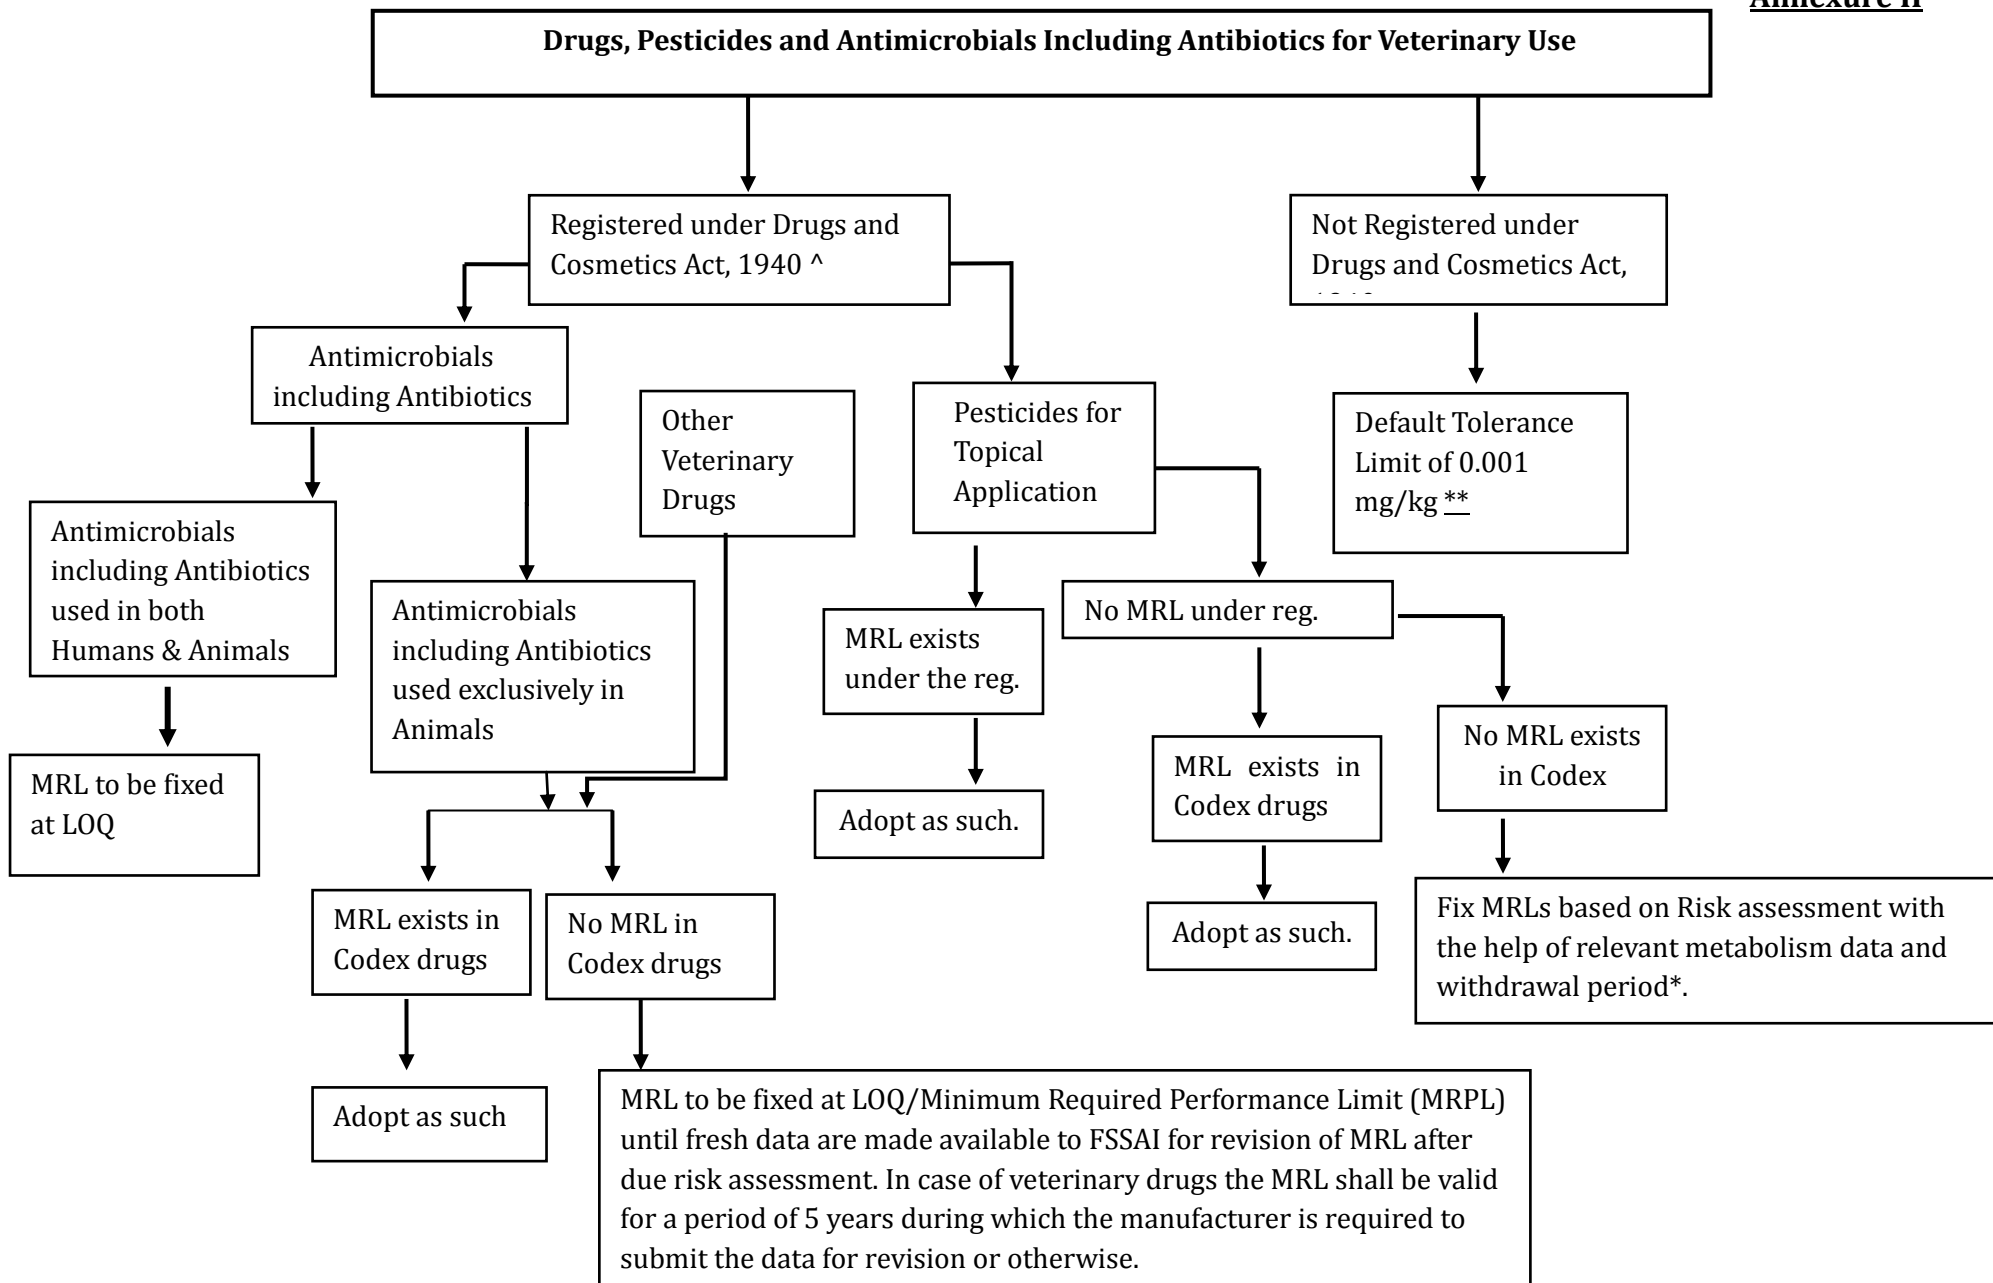 Annexure II
Drugs, Pesticides and Antimicrobials Including Antibiotics for Veterinary Use
Registered under Drugs and
Cosmetics Act, 1940 ^
Not Registered under
Drugs and Cosmetics Act,
Antimicrobials
including Antibiotics
Other
Veterinary
Drugs
Pesticides for
Topical
Application
Default Tolerance
Limit of 0.001
mg/kg **
Antimicrobials
including Antibiotics
used in both
Humans & Animals
Antimicrobials
including Antibiotics
used exclusively in
Animals
MRL exists
under the reg.
No MRL under reg.
MRL to be fixed
at LOQ
Adopt as such.
MRL exists in
Codex drugs
No MRL exists
in Codex
MRL exists in
Codex drugs
No MRL in
Codex drugs
Adopt as such.
Fix MRLs based on Risk assessment with
the help of relevant metabolism data and
withdrawal period*.
Adopt as such
MRL to be fixed at LOQ/Minimum Required Performance Limit (MRPL)
until fresh data are made available to FSSAI for revision of MRL after
due risk assessment. In case of veterinary drugs the MRL shall be valid
for a period of 5 years during which the manufacturer is required to
submit the data for revision or otherwise.